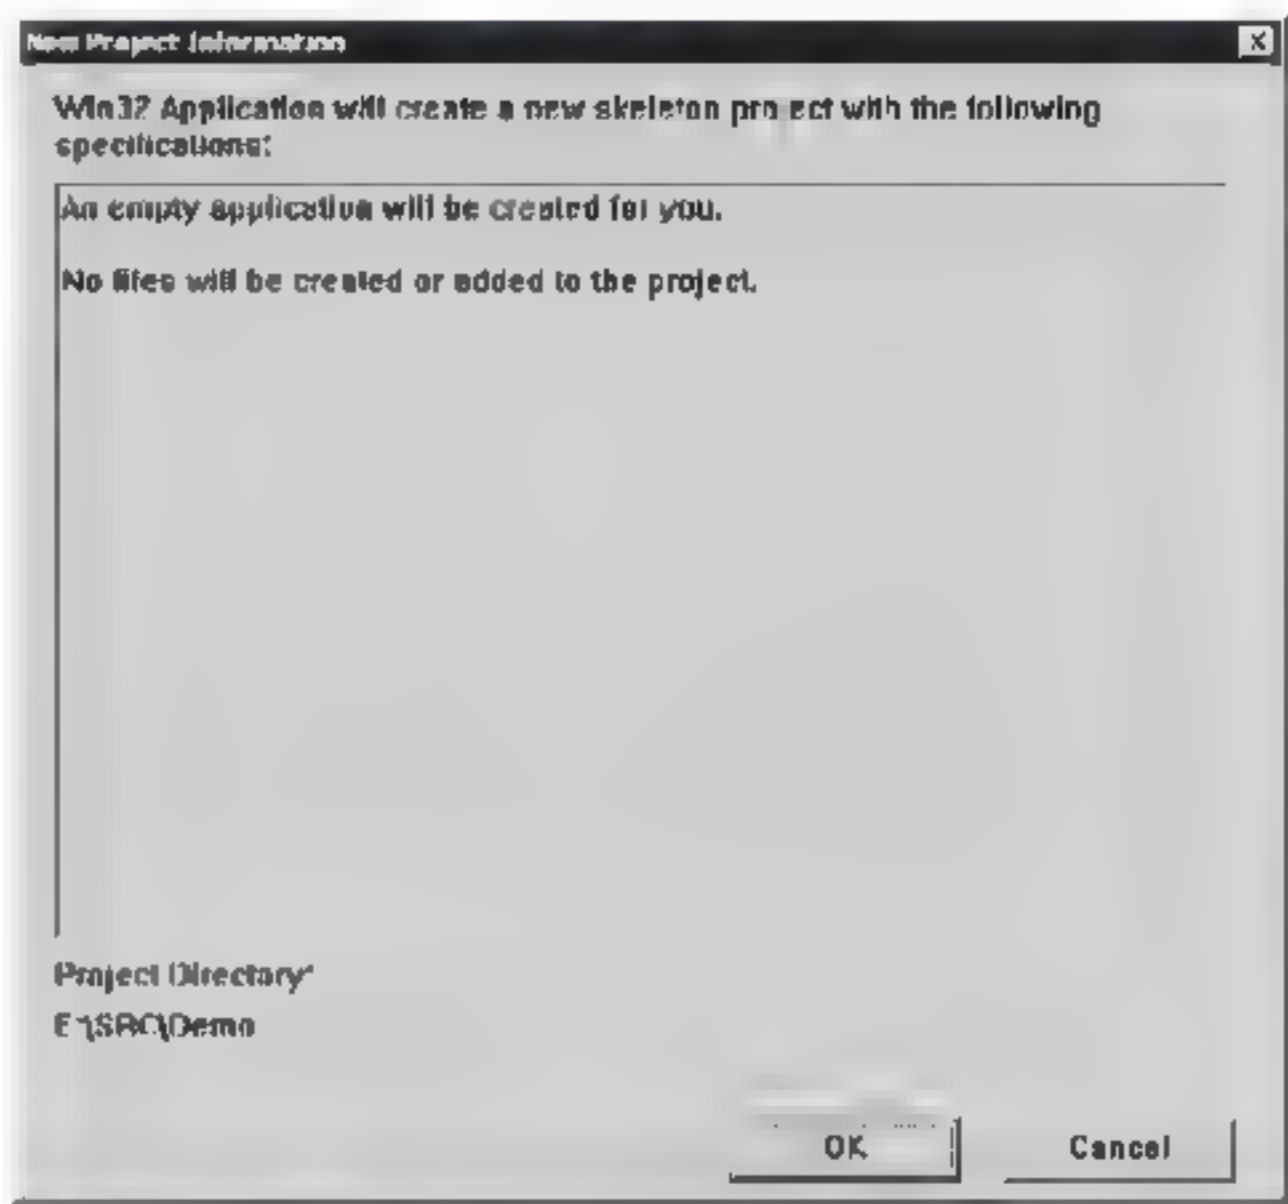 New Project Information
Win32 Application will create a new skeleton project with the following
specifications:
An empty application will be created for you.
No files will be created or added to the project.
Project Directory:
E:\SRC\Demo
OK
Cancel